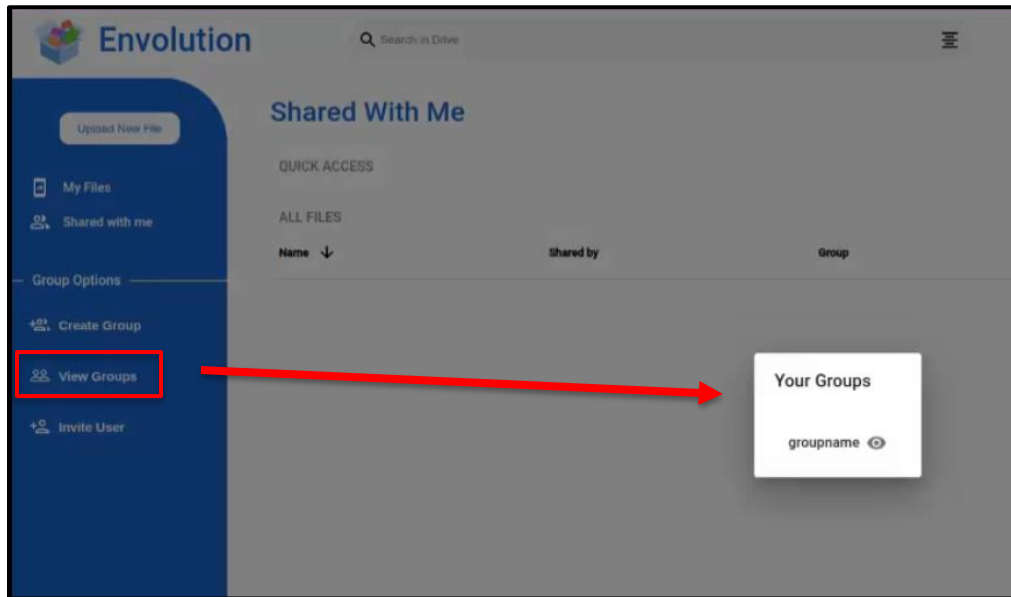 Envolution
Search in Drive
Upload New File
My Files
Shared with me
Group Options
Create Group
View Groups
Invite User
Shared With Me
QUICK ACCESS
ALL FILES
Name Shared by Group
Your Groups
groupname